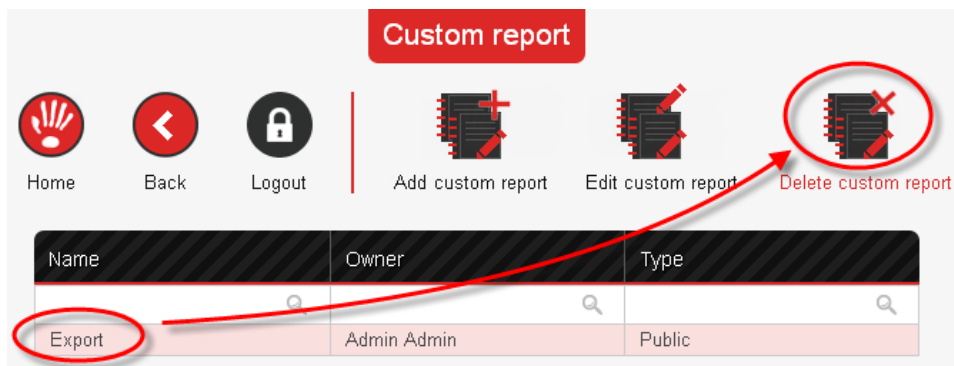 Custom report
Home Back Logout Add custom report Edit custom report Delete custom report
Name Owner Type
Export Admin Admin Public